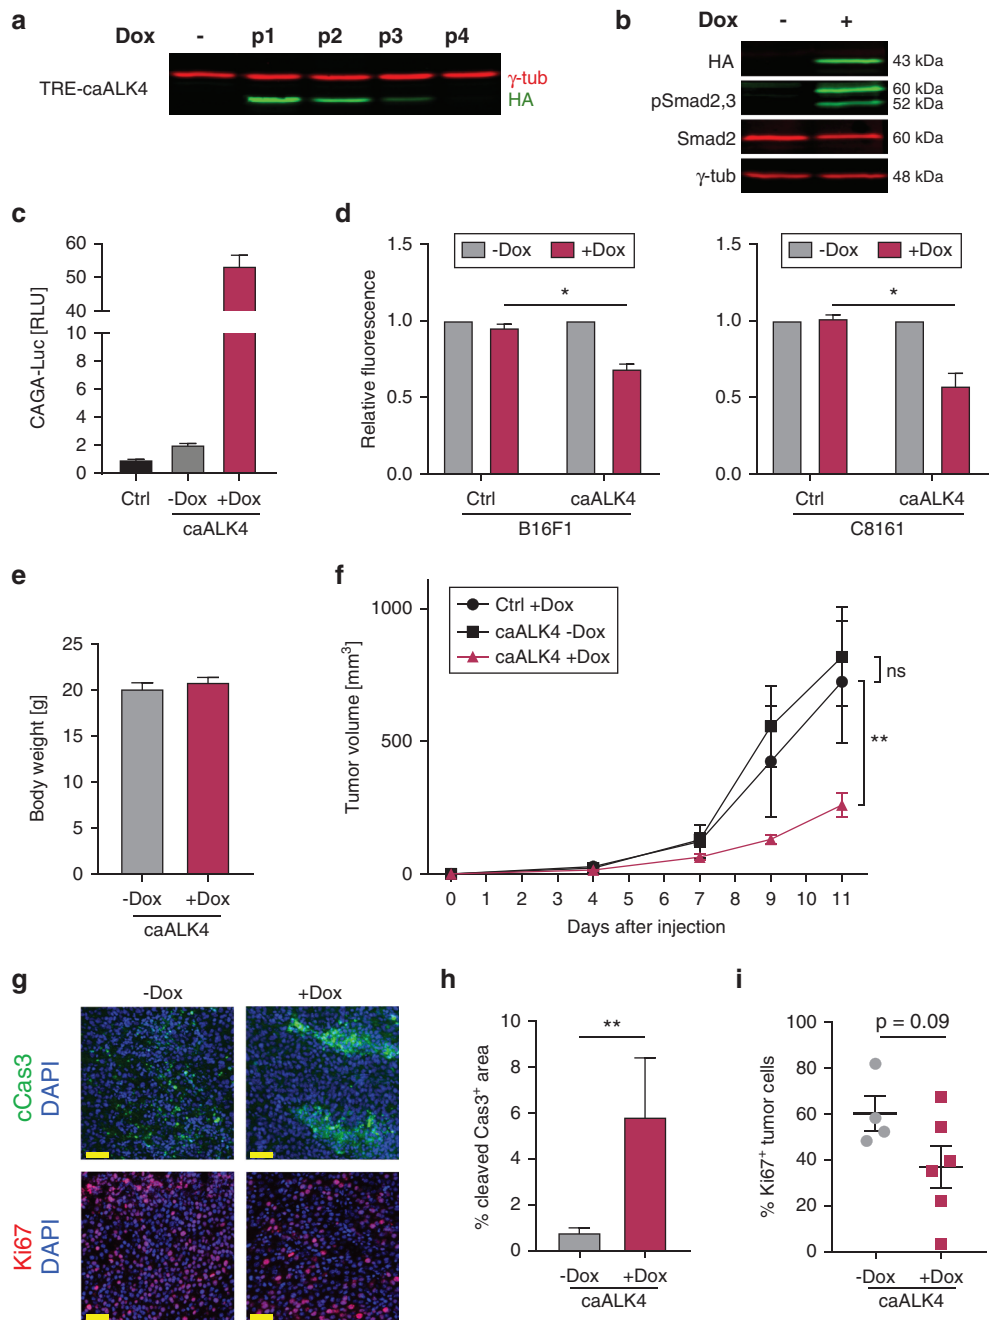 a
Dox - p1 p2 p3 p4
TRE-caALK4
γ-tub
HA
b
Dox - +
HA 43 kDa
pSmad2,3 60 kDa
52 kDa
Smad2 60 kDa
γ-tub 48 kDa
c
CAGA-Luc [RLU]
60
50
40
10
8
6
4
2
0
Ctrl -Dox +Dox
caALK4
d
Relative fluorescence
1.5
1.0
0.5
0.0
-Dox +Dox
*
Ctrl caALK4
B16F1
1.5
1.0
0.5
0.0
-Dox +Dox
*
Ctrl caALK4
C8161
e
Body weight [g]
25
20
15
10
5
0
-Dox +Dox
caALK4
f
Tumor volume [mm³]
1000
500
0
Ctrl +Dox
caALK4 -Dox
caALK4 +Dox
ns
**
0 1 2 3 4 5 6 7 8 9 10 11
Days after injection
g
-Dox +Dox
cCas3
DAPI
Ki67
DAPI
h
% cleaved Cas3⁺ area
10
8
6
4
2
0
**
-Dox +Dox
caALK4
i
% Ki67⁺ tumor cells
100
80
60
40
20
0
p = 0.09
-Dox +Dox
caALK4